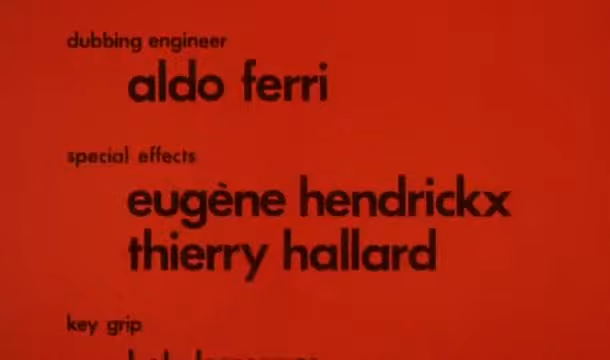 dubbing engineer
aldo ferri
special effects
eugène hendrickx
thierry hallard
key grip